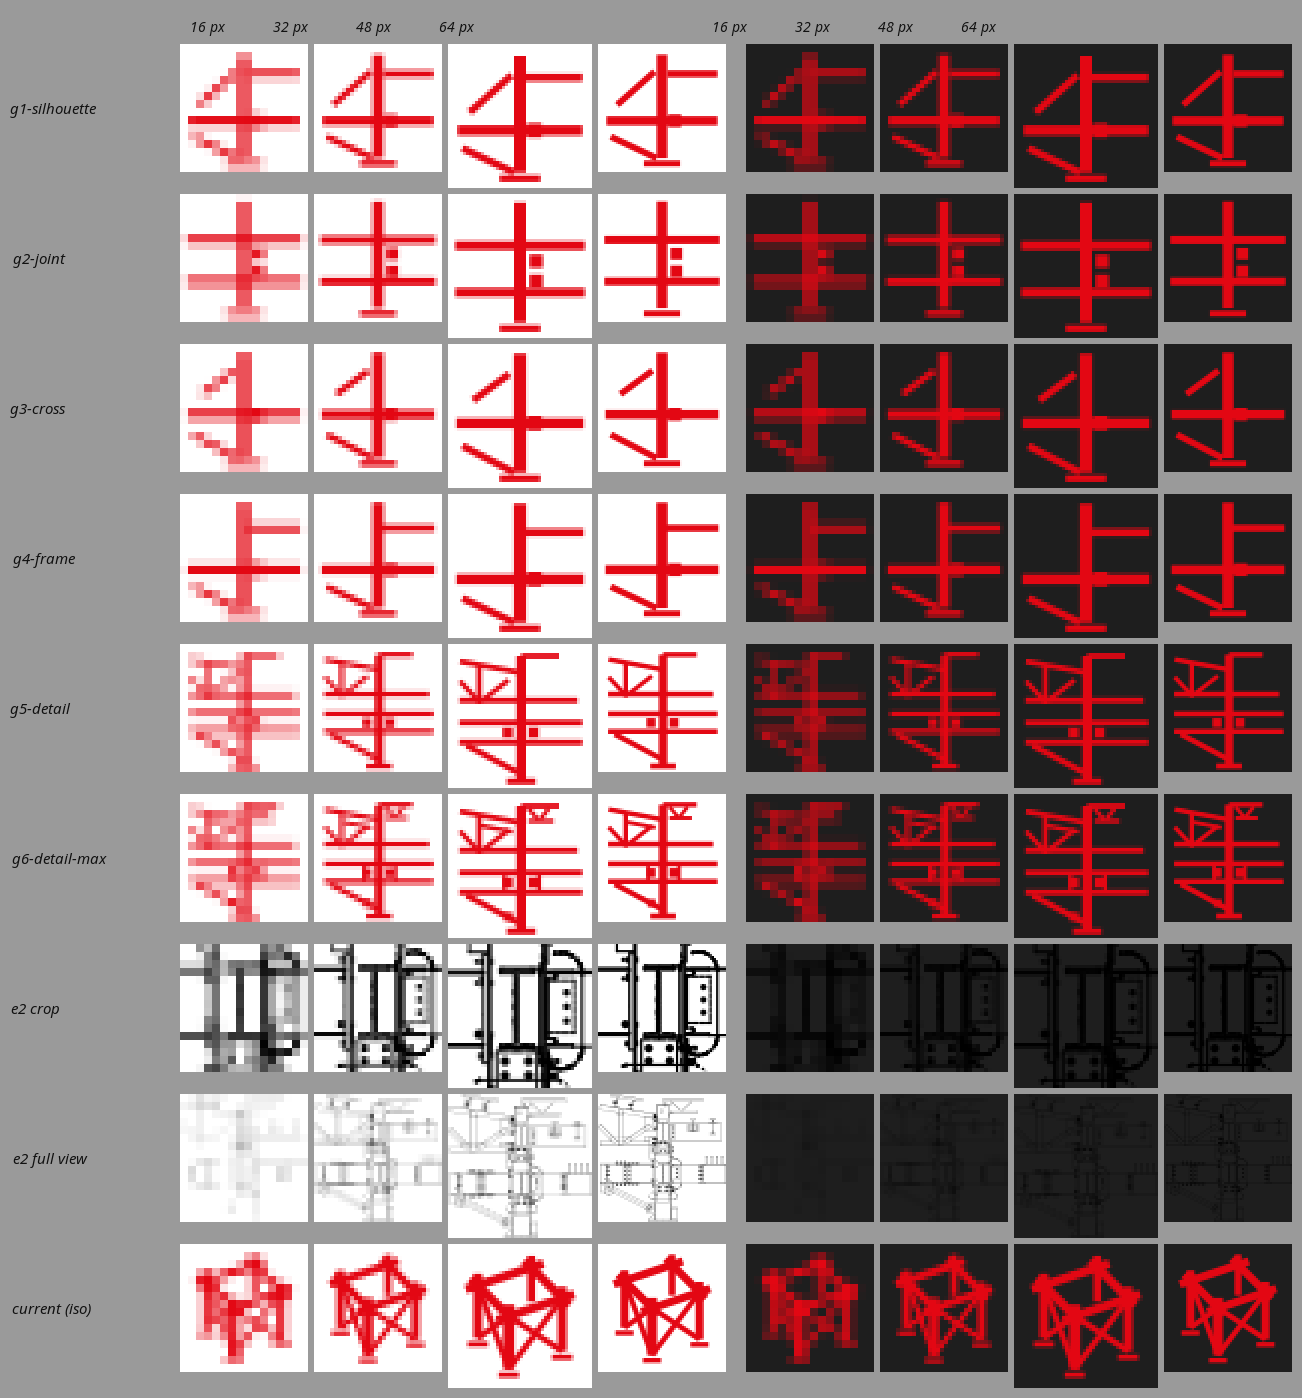 16 px 32 px 48 px 64 px 16 px 32 px 48 px 64 px
g1-silhouette
g2-joint
g3-cross
g4-frame
g5-detail
g6-detail-max
e2 crop
e2 full view
current (iso)